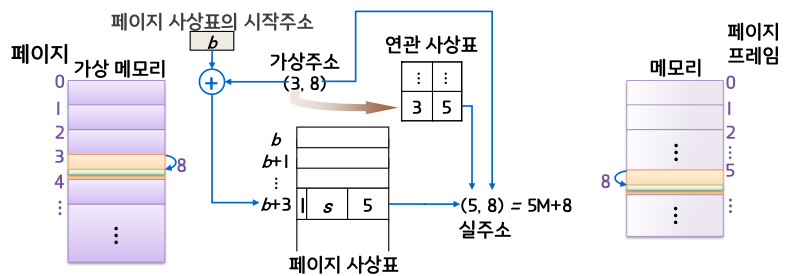 페이지 사상표의 시작주소
b
페이지
가상 메모리
0
1
2
3
4
⋮
8
⋮
+
가상주소
(3, 8)
연관 사상표
⋮ ⋮
3 5
b
b+1
⋮
b+3 1 s 5
페이지 사상표
(5, 8) = 5M+8
실주소
메모리
페이지
프레임
0
1
2
⋮
5
⋮
8
⋮
⋮